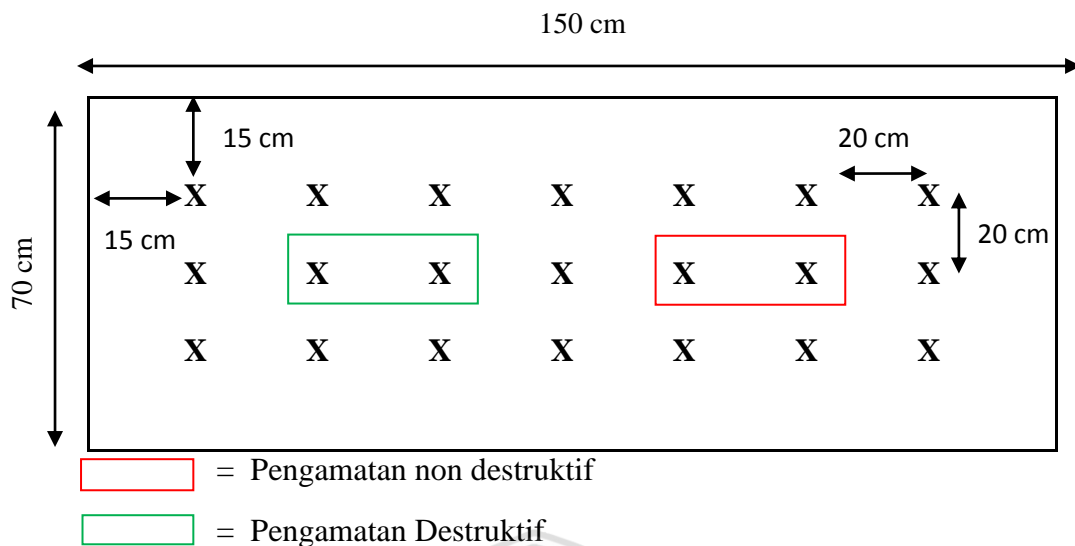 150 cm
15 cm
20 cm
X X X X X X X
15 cm
20 cm
70 cm
X X X X X X X
X X X X X X X
= Pengamatan non destruktif
= Pengamatan Destruktif